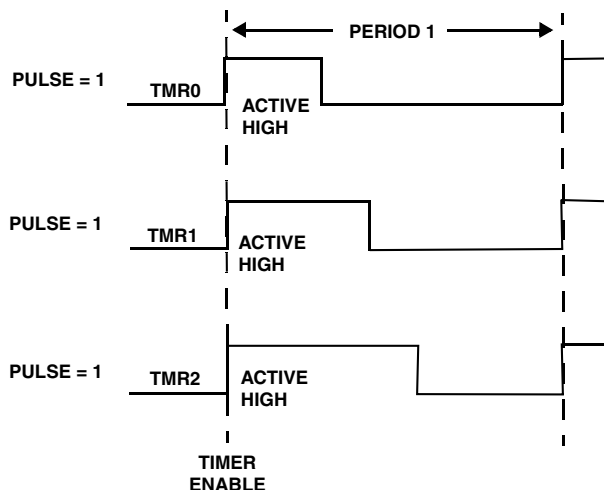 PERIOD 1
PULSE = 1
TMR0
ACTIVE
HIGH
PULSE = 1
TMR1
ACTIVE
HIGH
PULSE = 1
TMR2
ACTIVE
HIGH
TIMER
ENABLE